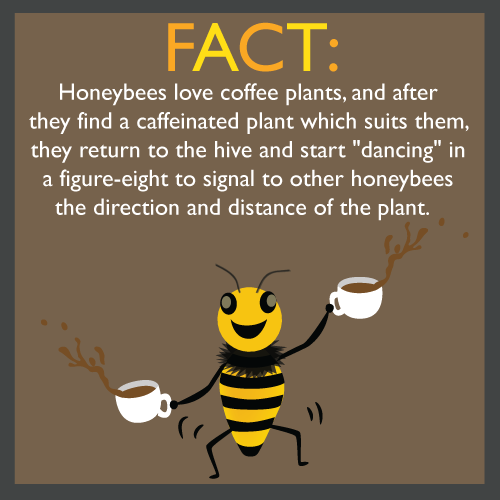 FACT:
Honeybees love coffee plants, and after
they find a caffeinated plant which suits them,
they return to the hive and start "dancing" in
a figure-eight to signal to other honeybees
the direction and distance of the plant.